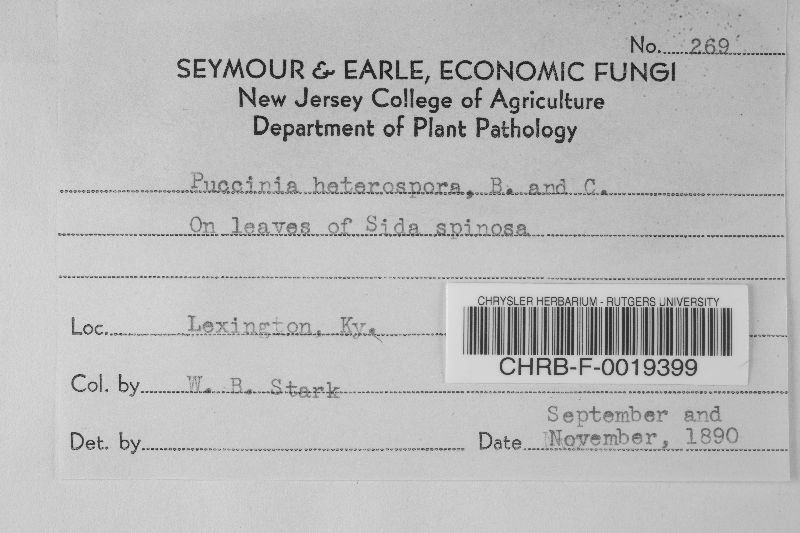 No. 269
SEYMOUR & EARLE, ECONOMIC FUNGI
New Jersey College of Agriculture
Department of Plant Pathology
Puccinia heterospora, B. and C.
On leaves of Sida spinosa
CHRYSLER HERBARIUM - RUTGERS UNIVERSITY
CHRB-F-0019399
Loc. Lexington, Ky.
Col. by W. B. Stark
September and
Det. by Date November, 1890